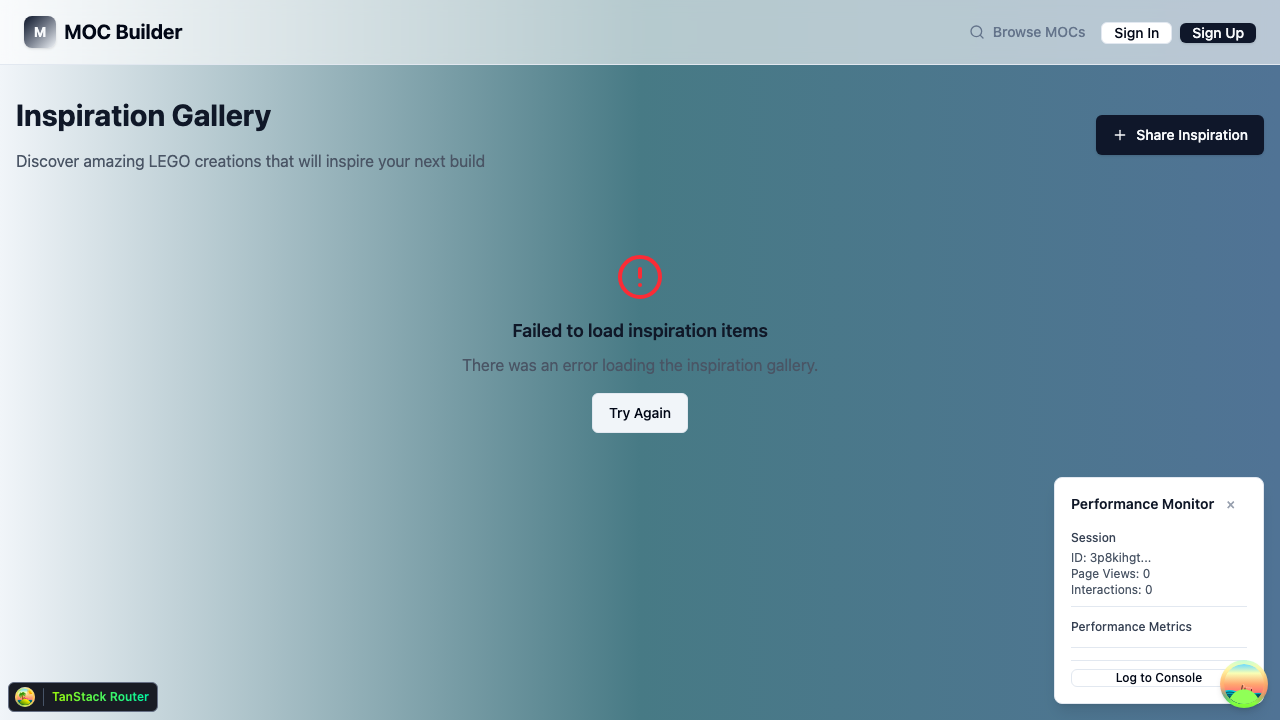 M
MOC Builder
Browse MOCs
Sign In
Sign Up
Inspiration Gallery
Discover amazing LEGO creations that will inspire your next build
Share Inspiration
Failed to load inspiration items
There was an error loading the inspiration gallery.
Try Again
Performance Monitor
×
Session
ID: 3p8kihgt...
Page Views: 0
Interactions: 0
Performance Metrics
Log to Console
TanStack Router